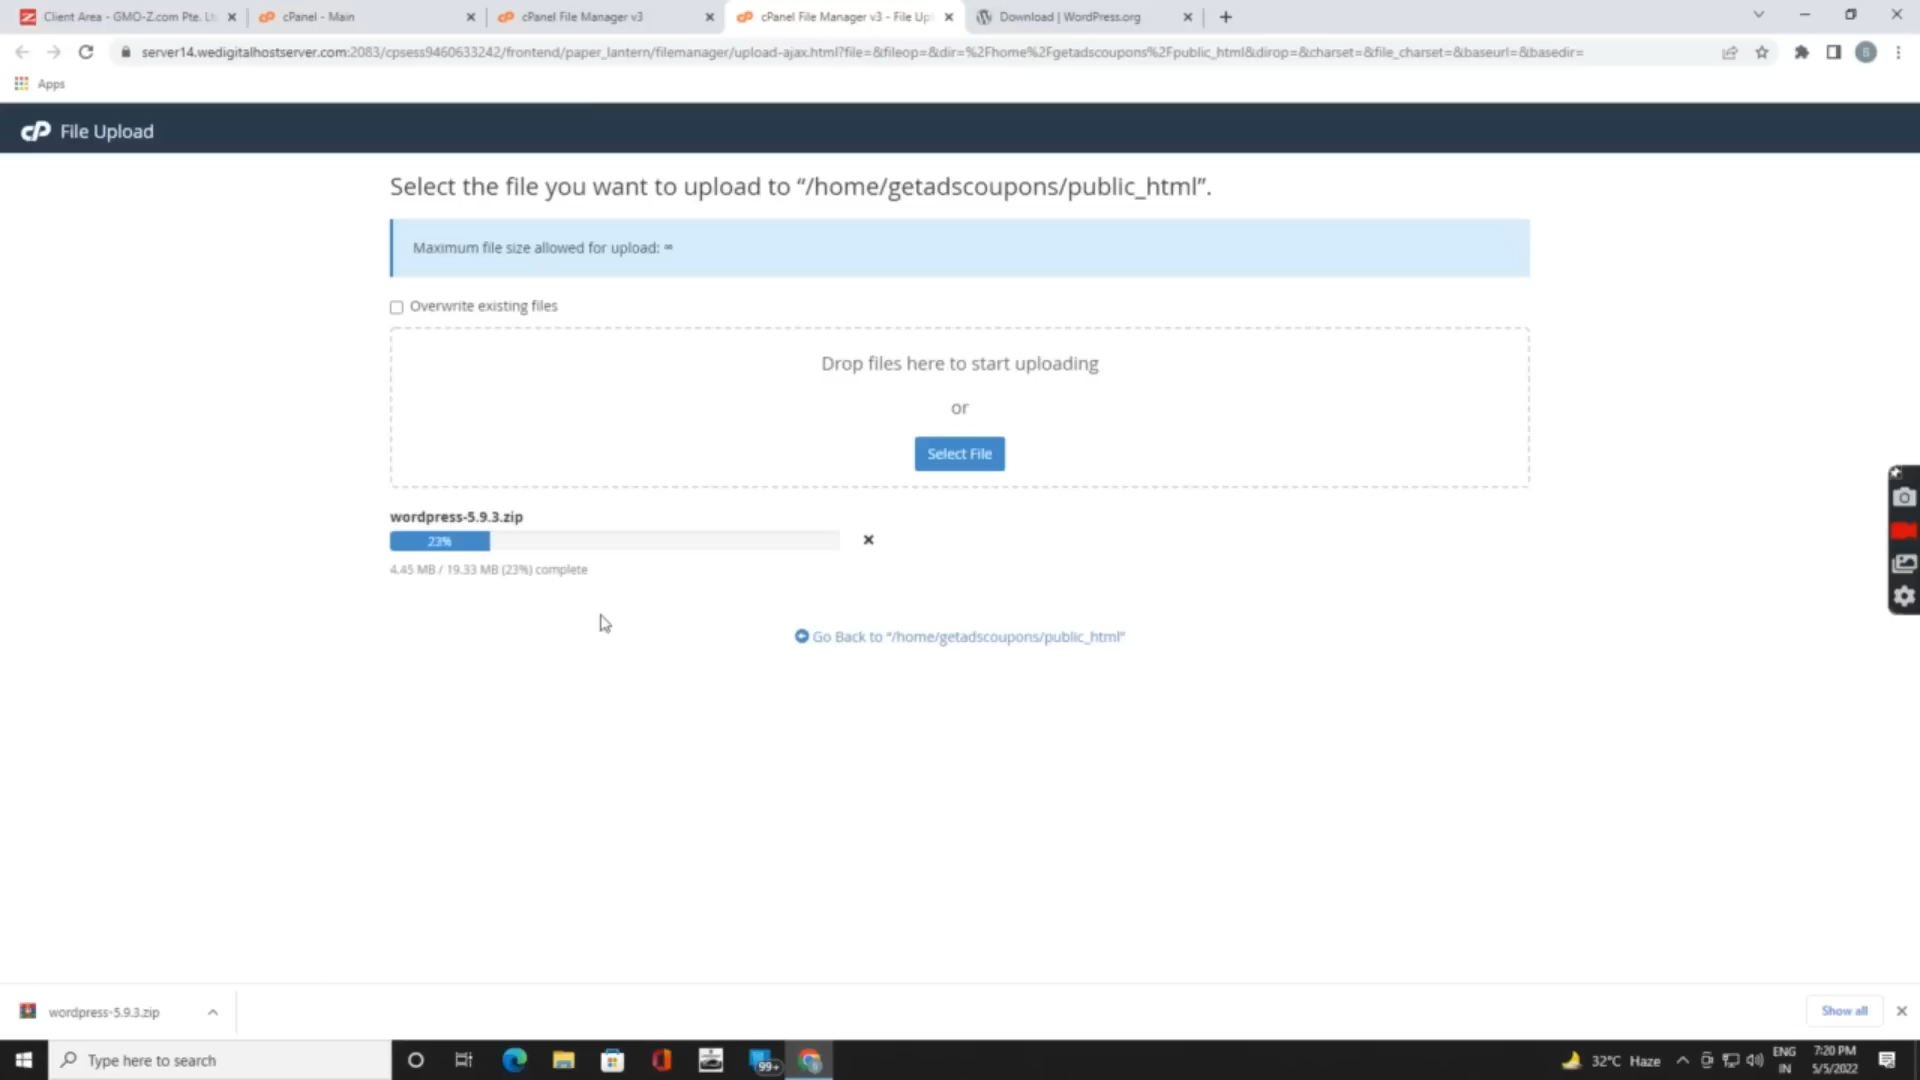 Client Area - GMO-Z.com Pte. Lt
cPanel - Main
cPanel File Manager v3
cPanel File Manager v3 - File Upl
Download | WordPress.org
server14.wedigitalhostserver.com:2083/cpsess9460633242/frontend/paper_lantern/filemanager/upload-ajax.html?file=&fileop=&dir=%2Fhome%2Fgetadscoupons%2Fpublic_html&dirop=&charset=&file_charset=&baseurl=&basedir=
Apps
cP File Upload
Select the file you want to upload to “/home/getadscoupons/public_html”.
Maximum file size allowed for upload: ∞
Overwrite existing files
Drop files here to start uploading
or
Select File
wordpress-5.9.3.zip
23%
4.45 MB / 19.33 MB (23%) complete
Go Back to “/home/getadscoupons/public_html”
wordpress-5.9.3.zip
Show all
Type here to search
99+
32°C Haze
ENG
IN
7:20 PM
5/5/2022